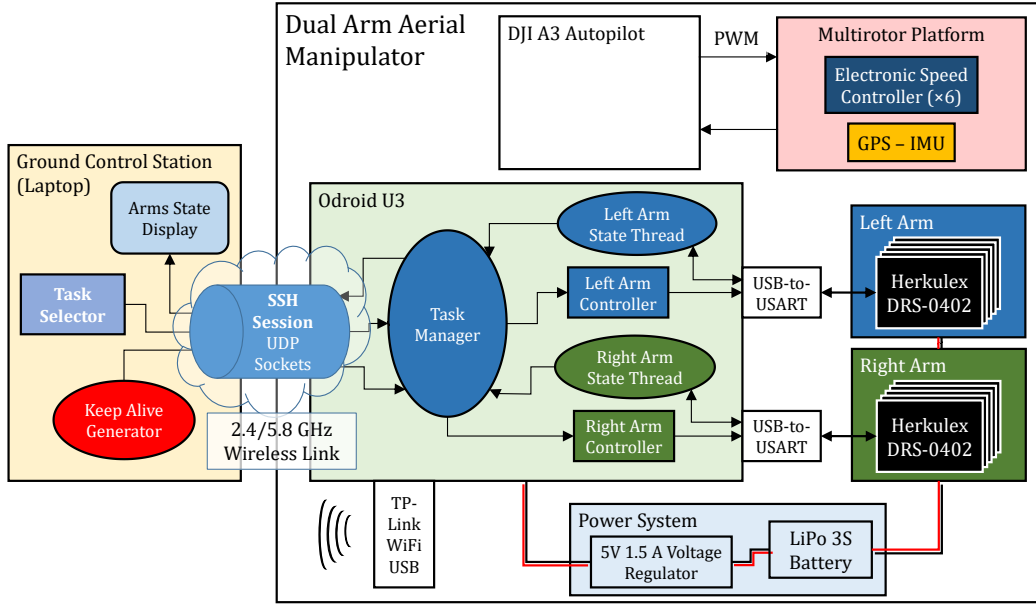 Dual Arm Aerial
Manipulator
DJI A3 Autopilot
PWM
Multirotor Platform
Electronic Speed
Controller (×6)
GPS – IMU
Ground Control Station
(Laptop)
Arms State
Display
Task
Selector
Keep Alive
Generator
SSH
Session
UDP
Sockets
2.4/5.8 GHz
Wireless Link
Odroid U3
Task
Manager
Left Arm
State Thread
Left Arm
Controller
Right Arm
State Thread
Right Arm
Controller
USB-to-
USART
USB-to-
USART
Left Arm
Herkulex
DRS-0402
Right Arm
Herkulex
DRS-0402
TP-
Link
WiFi
USB
Power System
5V 1.5 A Voltage
Regulator
LiPo 3S
Battery